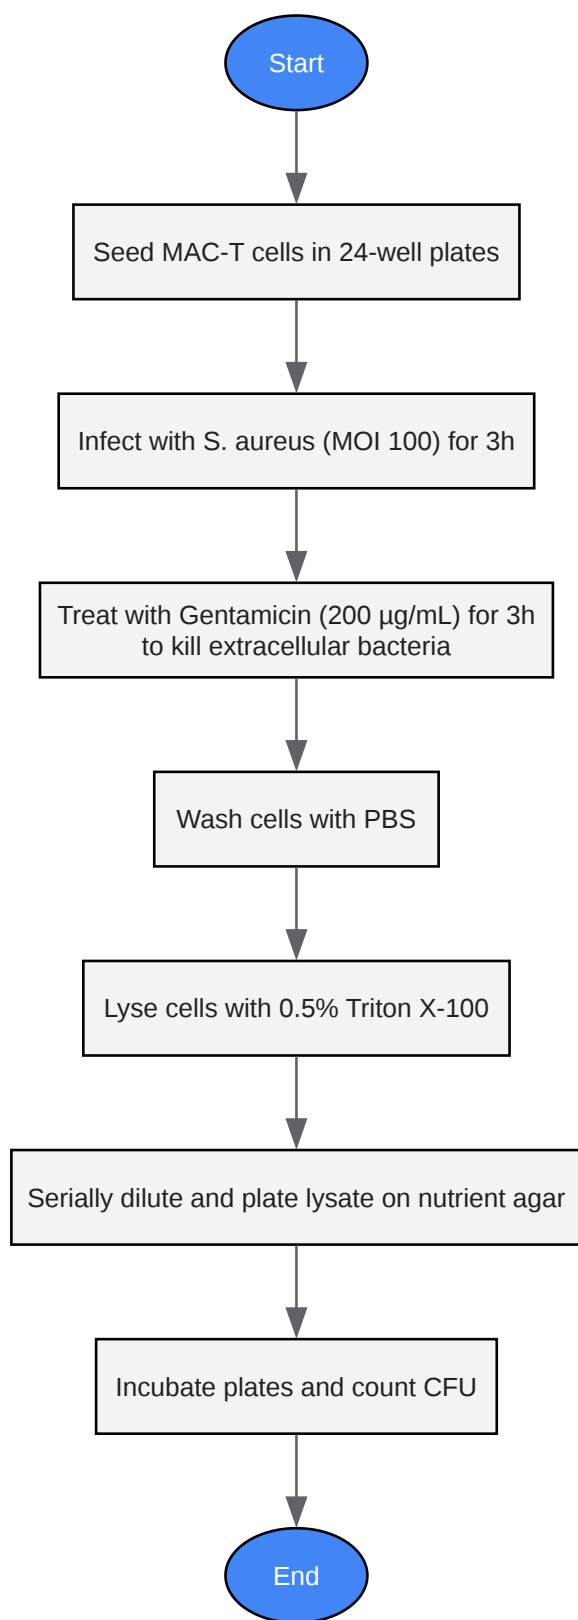 Start
Seed MAC-T cells in 24-well plates
Infect with S. aureus (MOI 100) for 3h
Treat with Gentamicin (200 µg/mL) for 3h
to kill extracellular bacteria
Wash cells with PBS
Lyse cells with 0.5% Triton X-100
Serially dilute and plate lysate on nutrient agar
Incubate plates and count CFU
End